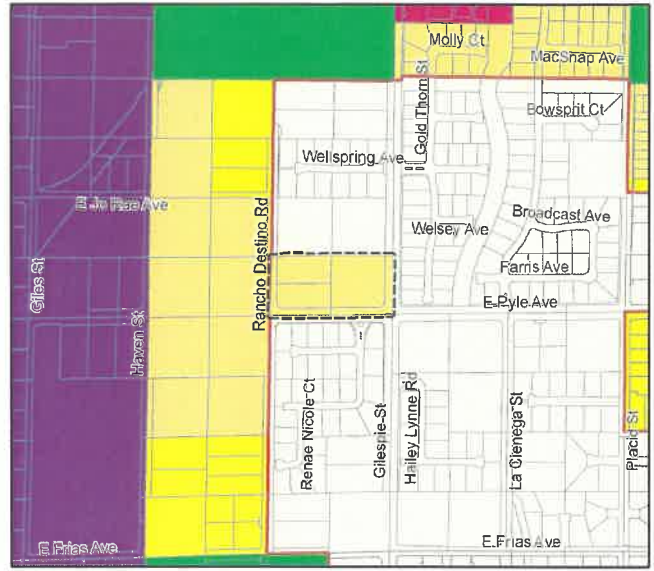 Molly Ct
MacSnap Ave
Gold Thorn St
Bowsprit Ct
Wellspring Ave
E Jo Rae Ave
Rancho Destino Rd
Welsey Ave
Broadcast Ave
Farris Ave
Giles St
Haven St
E Pyle Ave
Renae Nicole Ct
Gilespie St
Hailey Lynne Rd
La Cienega St
Placid St
E Frias Ave
E Frias Ave